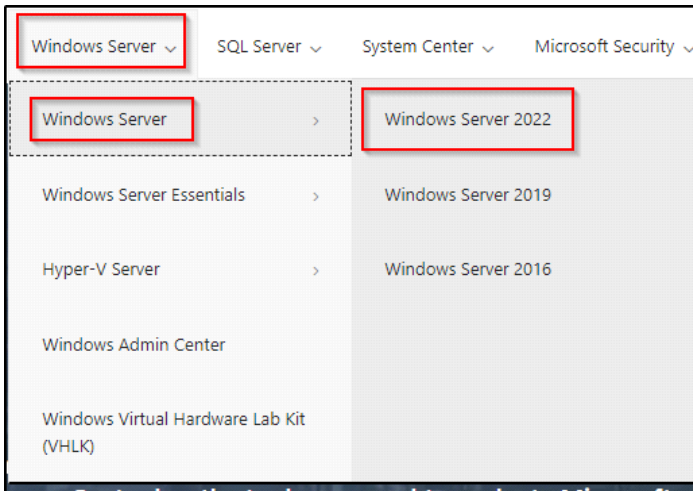 Windows Server SQL Server System Center Microsoft Security
Windows Server Windows Server 2022
Windows Server Essentials Windows Server 2019
Hyper-V Server Windows Server 2016
Windows Admin Center
Windows Virtual Hardware Lab Kit
(VHLK)